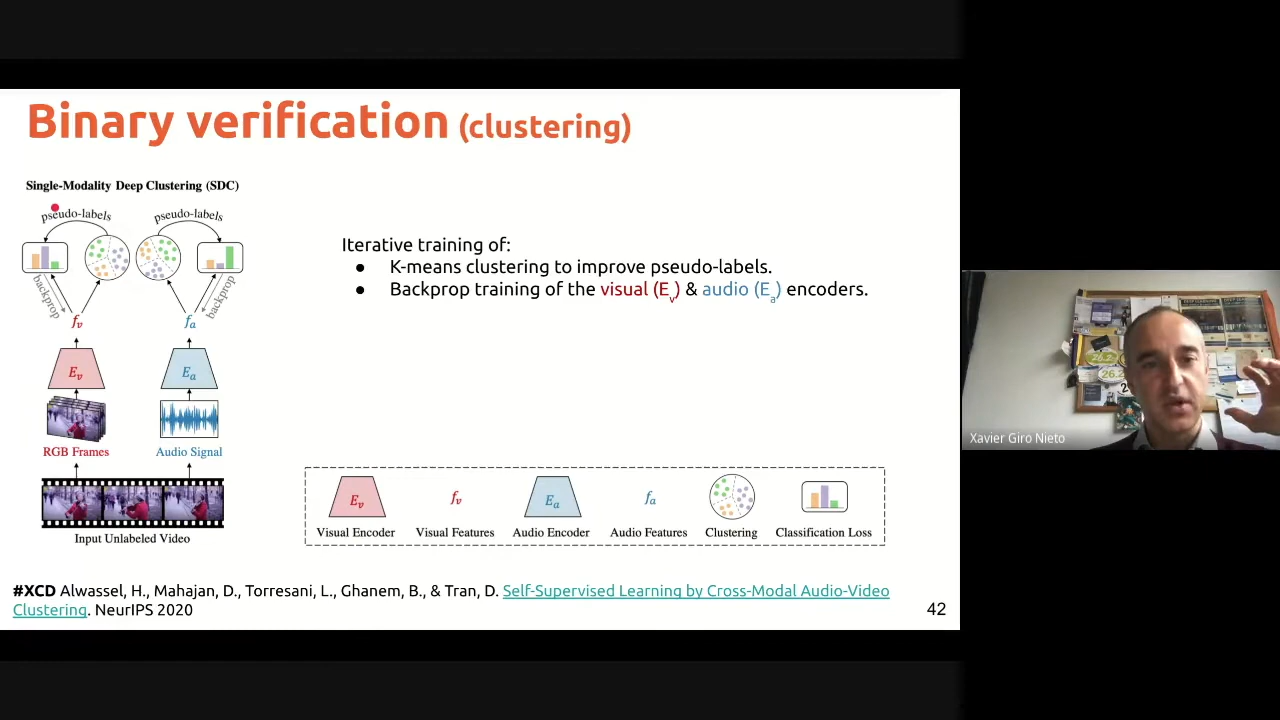 Binary verification (clustering)
Single-Modality Deep Clustering (SDC)
pseudo-labels
pseudo-labels
backprop
backprop
fv
fa
Ev
Ea
RGB Frames
Audio Signal
Input Unlabeled Video
Iterative training of:
● K-means clustering to improve pseudo-labels.
● Backprop training of the visual (Ev) & audio (Ea) encoders.
Ev
fv
Ea
fa
Visual Encoder
Visual Features
Audio Encoder
Audio Features
Clustering
Classification Loss
#XCD Alwassel, H., Mahajan, D., Torresani, L., Ghanem, B., & Tran, D. Self-Supervised Learning by Cross-Modal Audio-Video
Clustering. NeurIPS 2020
42
26.2
26.2
Xavier Giro Nieto